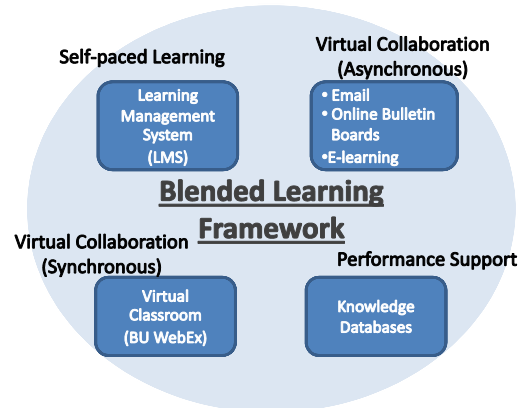 Self-paced Learning
Learning
Management
System
(LMS)
Virtual Collaboration
(Asynchronous)
• Email
• Online Bulletin
Boards
•E-learning
Blended Learning
Framework
Virtual Collaboration
(Synchronous)
Virtual
Classroom
(BU WebEx)
Performance Support
Knowledge
Databases